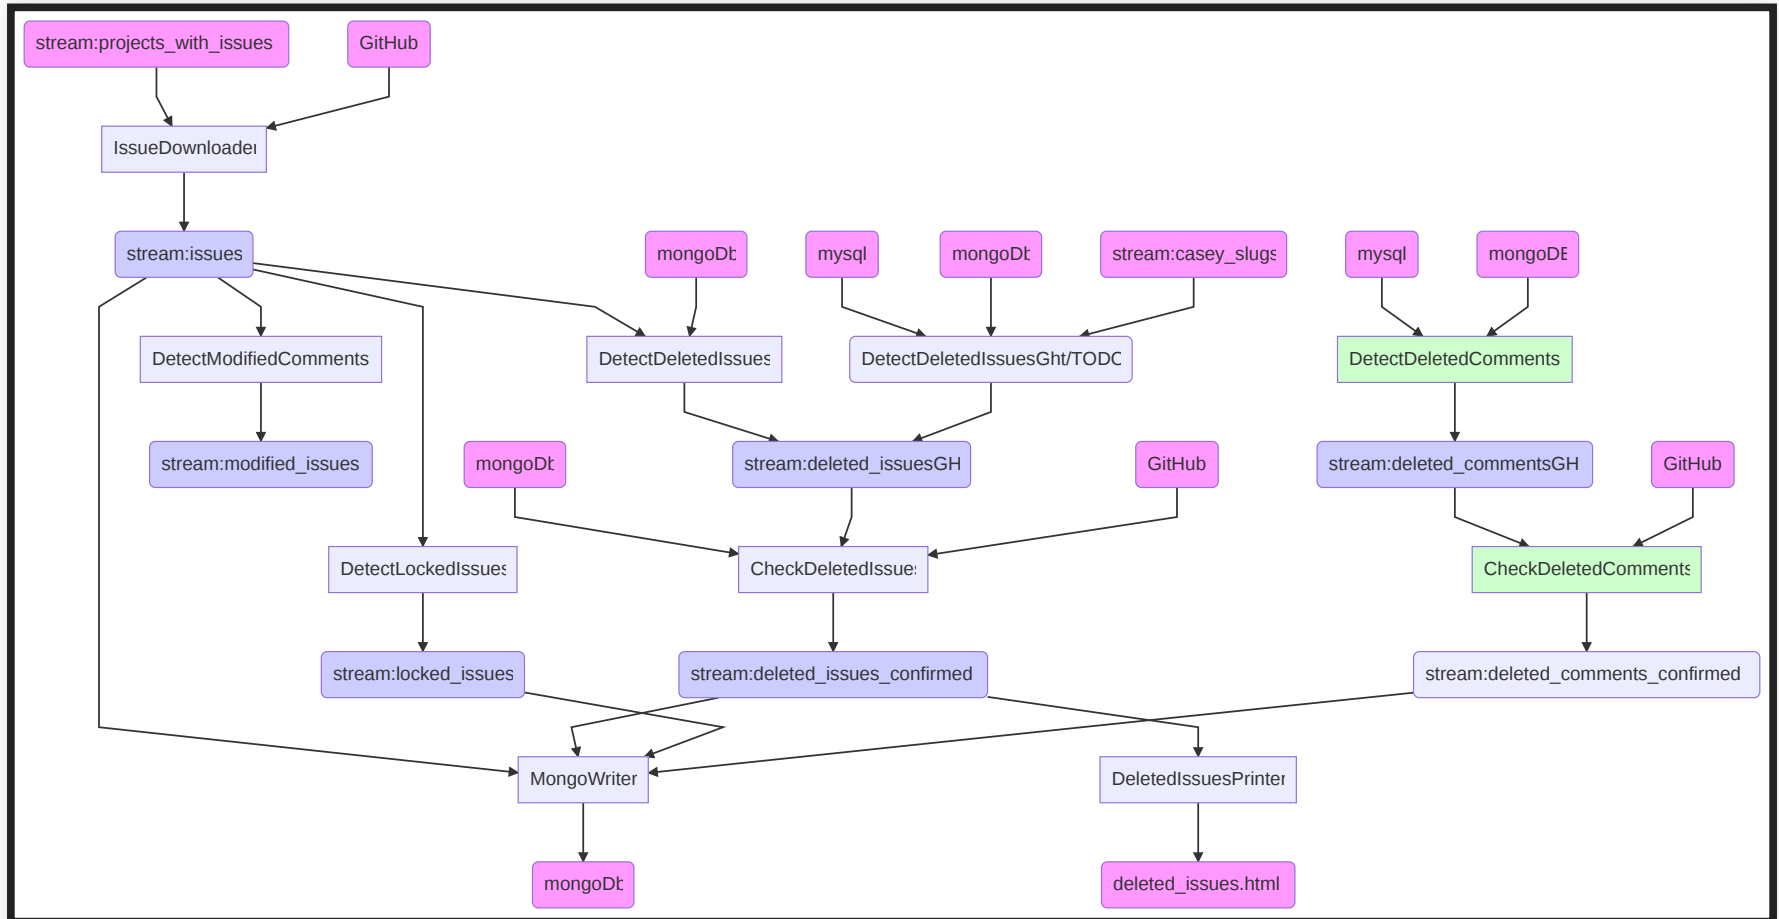 stream:projects_with_issues
GitHub
IssueDownloader
stream:issues
mongoDb
mysql
mongoDb
stream:casey_slugs
mysql
mongoDB
DetectModifiedComments
DetectDeletedIssues
DetectDeletedIssuesGht/TODO
DetectDeletedComments
stream:modified_issues
mongoDb
stream:deleted_issuesGH
GitHub
stream:deleted_commentsGH
GitHub
DetectLockedIssues
CheckDeletedIssues
CheckDeletedComments
stream:locked_issues
stream:deleted_issues_confirmed
stream:deleted_comments_confirmed
MongoWriter
DeletedIssuesPrinter
mongoDb
deleted_issues.html